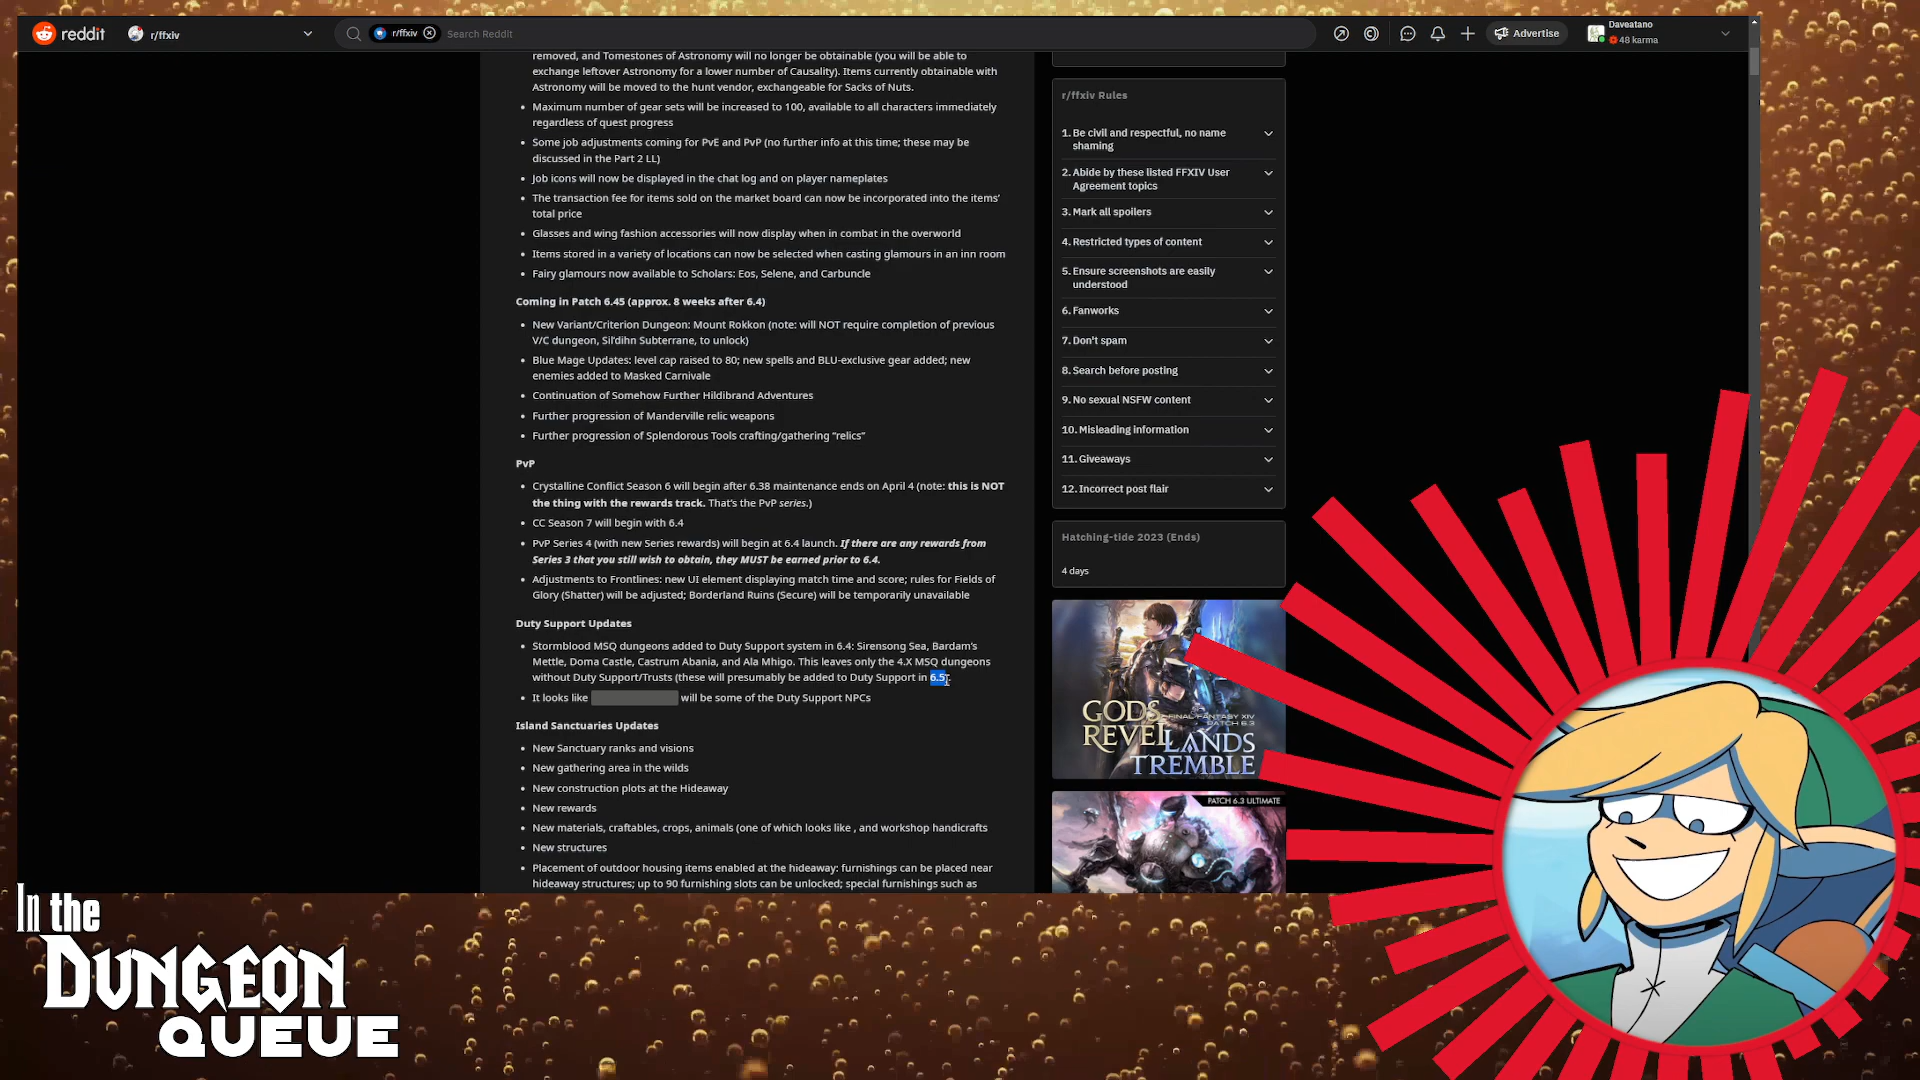 reddit
r/ffxiv
r/ffxiv
Search Reddit
Advertise
Daveatano
48 karma
removed, and Tomestones of Astronomy will no longer be obtainable (you will be able to
exchange leftover Astronomy for a lower number of Causality). Items currently obtainable with
Astronomy will be moved to the hunt vendor, exchangeable for Sacks of Nuts.
Maximum number of gear sets will be increased to 100, available to all characters immediately
regardless of quest progress
Some job adjustments coming for PvE and PvP (no further info at this time; these may be
discussed in the Part 2 LL)
Job icons will now be displayed in the chat log and on player nameplates
The transaction fee for items sold on the market board can now be incorporated into the items'
total price
Glasses and wing fashion accessories will now display when in combat in the overworld
Items stored in a variety of locations can now be selected when casting glamours in an inn room
Fairy glamours now available to Scholars: Eos, Selene, and Carbuncle
Coming in Patch 6.45 (approx. 8 weeks after 6.4)
New Variant/Criterion Dungeon: Mount Rokkon (note: will NOT require completion of previous
V/C dungeon, Sil'dihn Subterrane, to unlock)
Blue Mage Updates: level cap raised to 80; new spells and BLU-exclusive gear added; new
enemies added to Masked Carnivale
Continuation of Somehow Further Hildibrand Adventures
Further progression of Manderville relic weapons
Further progression of Splendorous Tools crafting/gathering “relics”
PvP
Crystalline Conflict Season 6 will begin after 6.38 maintenance ends on April 4 (note: this is NOT
the thing with the rewards track. That's the PvP series.)
CC Season 7 will begin with 6.4
PvP Series 4 (with new Series rewards) will begin at 6.4 launch. If there are any rewards from
Series 3 that you still wish to obtain, they MUST be earned prior to 6.4.
Adjustments to Frontlines: new UI element displaying match time and score; rules for Fields of
Glory (Shatter) will be adjusted; Borderland Ruins (Secure) will be temporarily unavailable
Duty Support Updates
Stormblood MSQ dungeons added to Duty Support system in 6.4: Sirensong Sea, Bardam's
Mettle, Doma Castle, Castrum Abania, and Ala Mhigo. This leaves only the 4.X MSQ dungeons
without Duty Support/Trusts (these will presumably be added to Duty Support in 6.5).
It looks like will be some of the Duty Support NPCs
Island Sanctuaries Updates
New Sanctuary ranks and visions
New gathering area in the wilds
New construction plots at the Hideaway
New rewards
New materials, craftables, crops, animals (one of which looks like , and workshop handicrafts
New structures
Placement of outdoor housing items enabled at the hideaway: furnishings can be placed near
hideaway structures; up to 90 furnishing slots can be unlocked; special furnishings such as
r/ffxiv Rules
1. Be civil and respectful, no name
shaming
2. Abide by these listed FFXIV User
Agreement topics
3. Mark all spoilers
4. Restricted types of content
5. Ensure screenshots are easily
understood
6. Fanworks
7. Don't spam
8. Search before posting
9. No sexual NSFW content
10. Misleading information
11. Giveaways
12. Incorrect post flair
Hatching-tide 2023 (Ends)
4 days
GODS
REVEL
FINAL FANTASY XIV
PATCH 6.3
LANDS
TREMBLE
PATCH 6.3 ULTIMATE
In the
DUNGEON
QUEUE